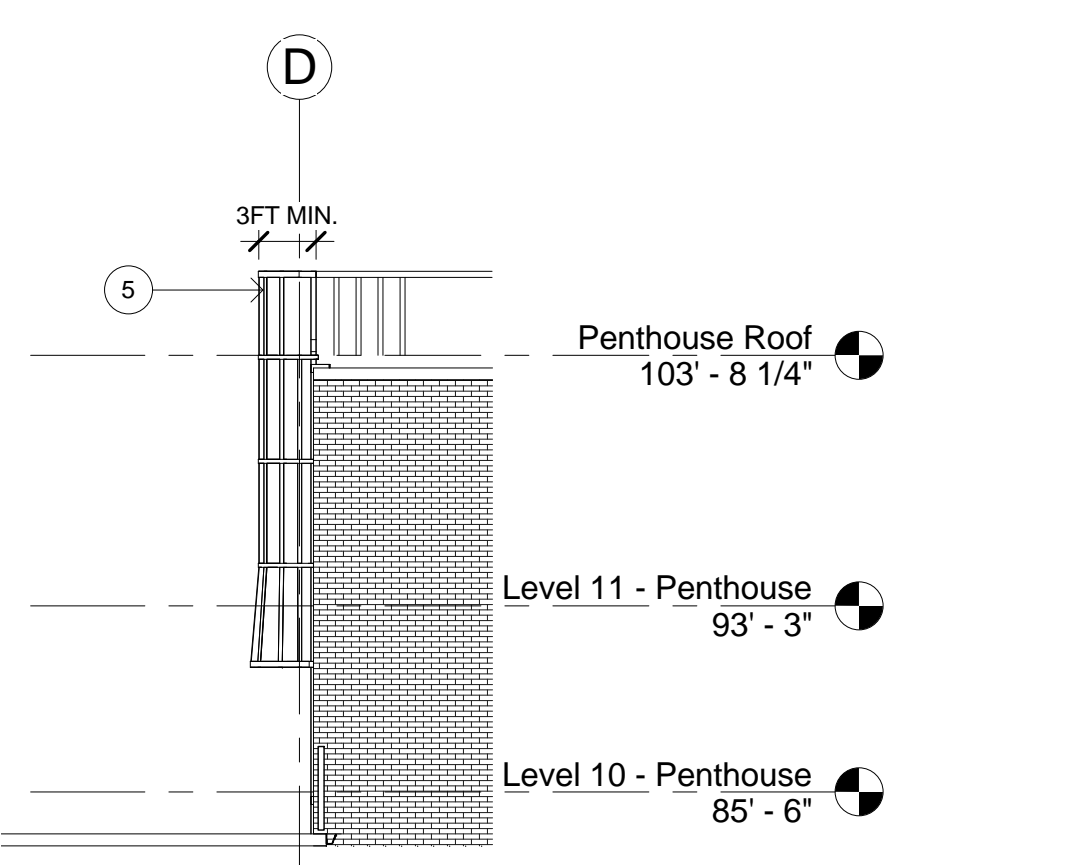 D
3FT MIN.
5
Penthouse Roof
103' - 8 1/4"
Level 11 - Penthouse
93' - 3"
Level 10 - Penthouse
85' - 6"